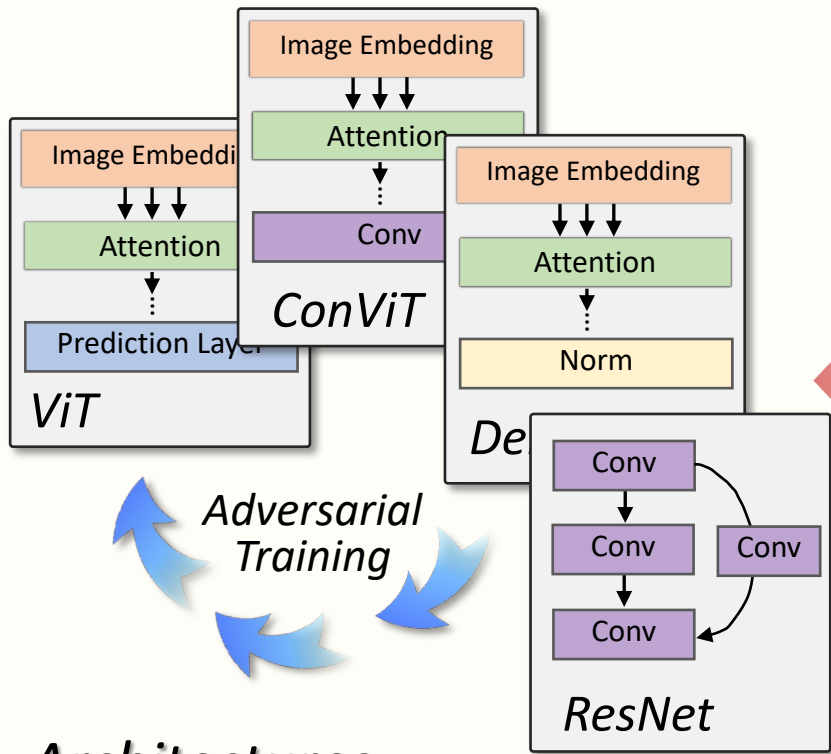 Image Embedding
Attention
Conv
ConViT
Image Embeddi
Attention
Prediction Layer
ViT
Image Embedding
Attention
Norm
De
Conv
Conv
Conv
Conv
ResNet
Adversarial
Training
Architectures